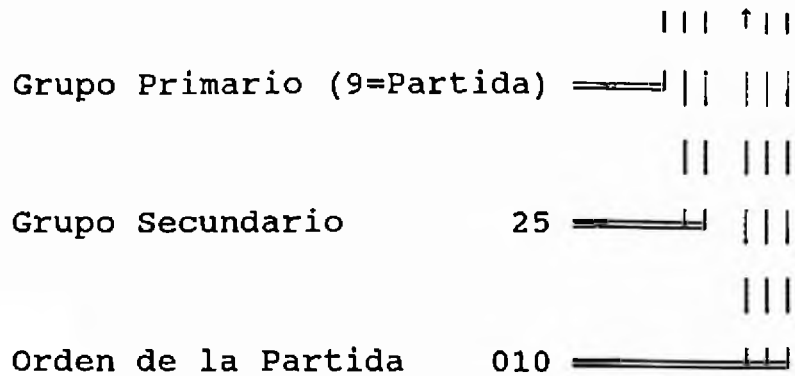 Grupo Primario (9=Partida)
Grupo Secundario 25
Orden de la Partida 010